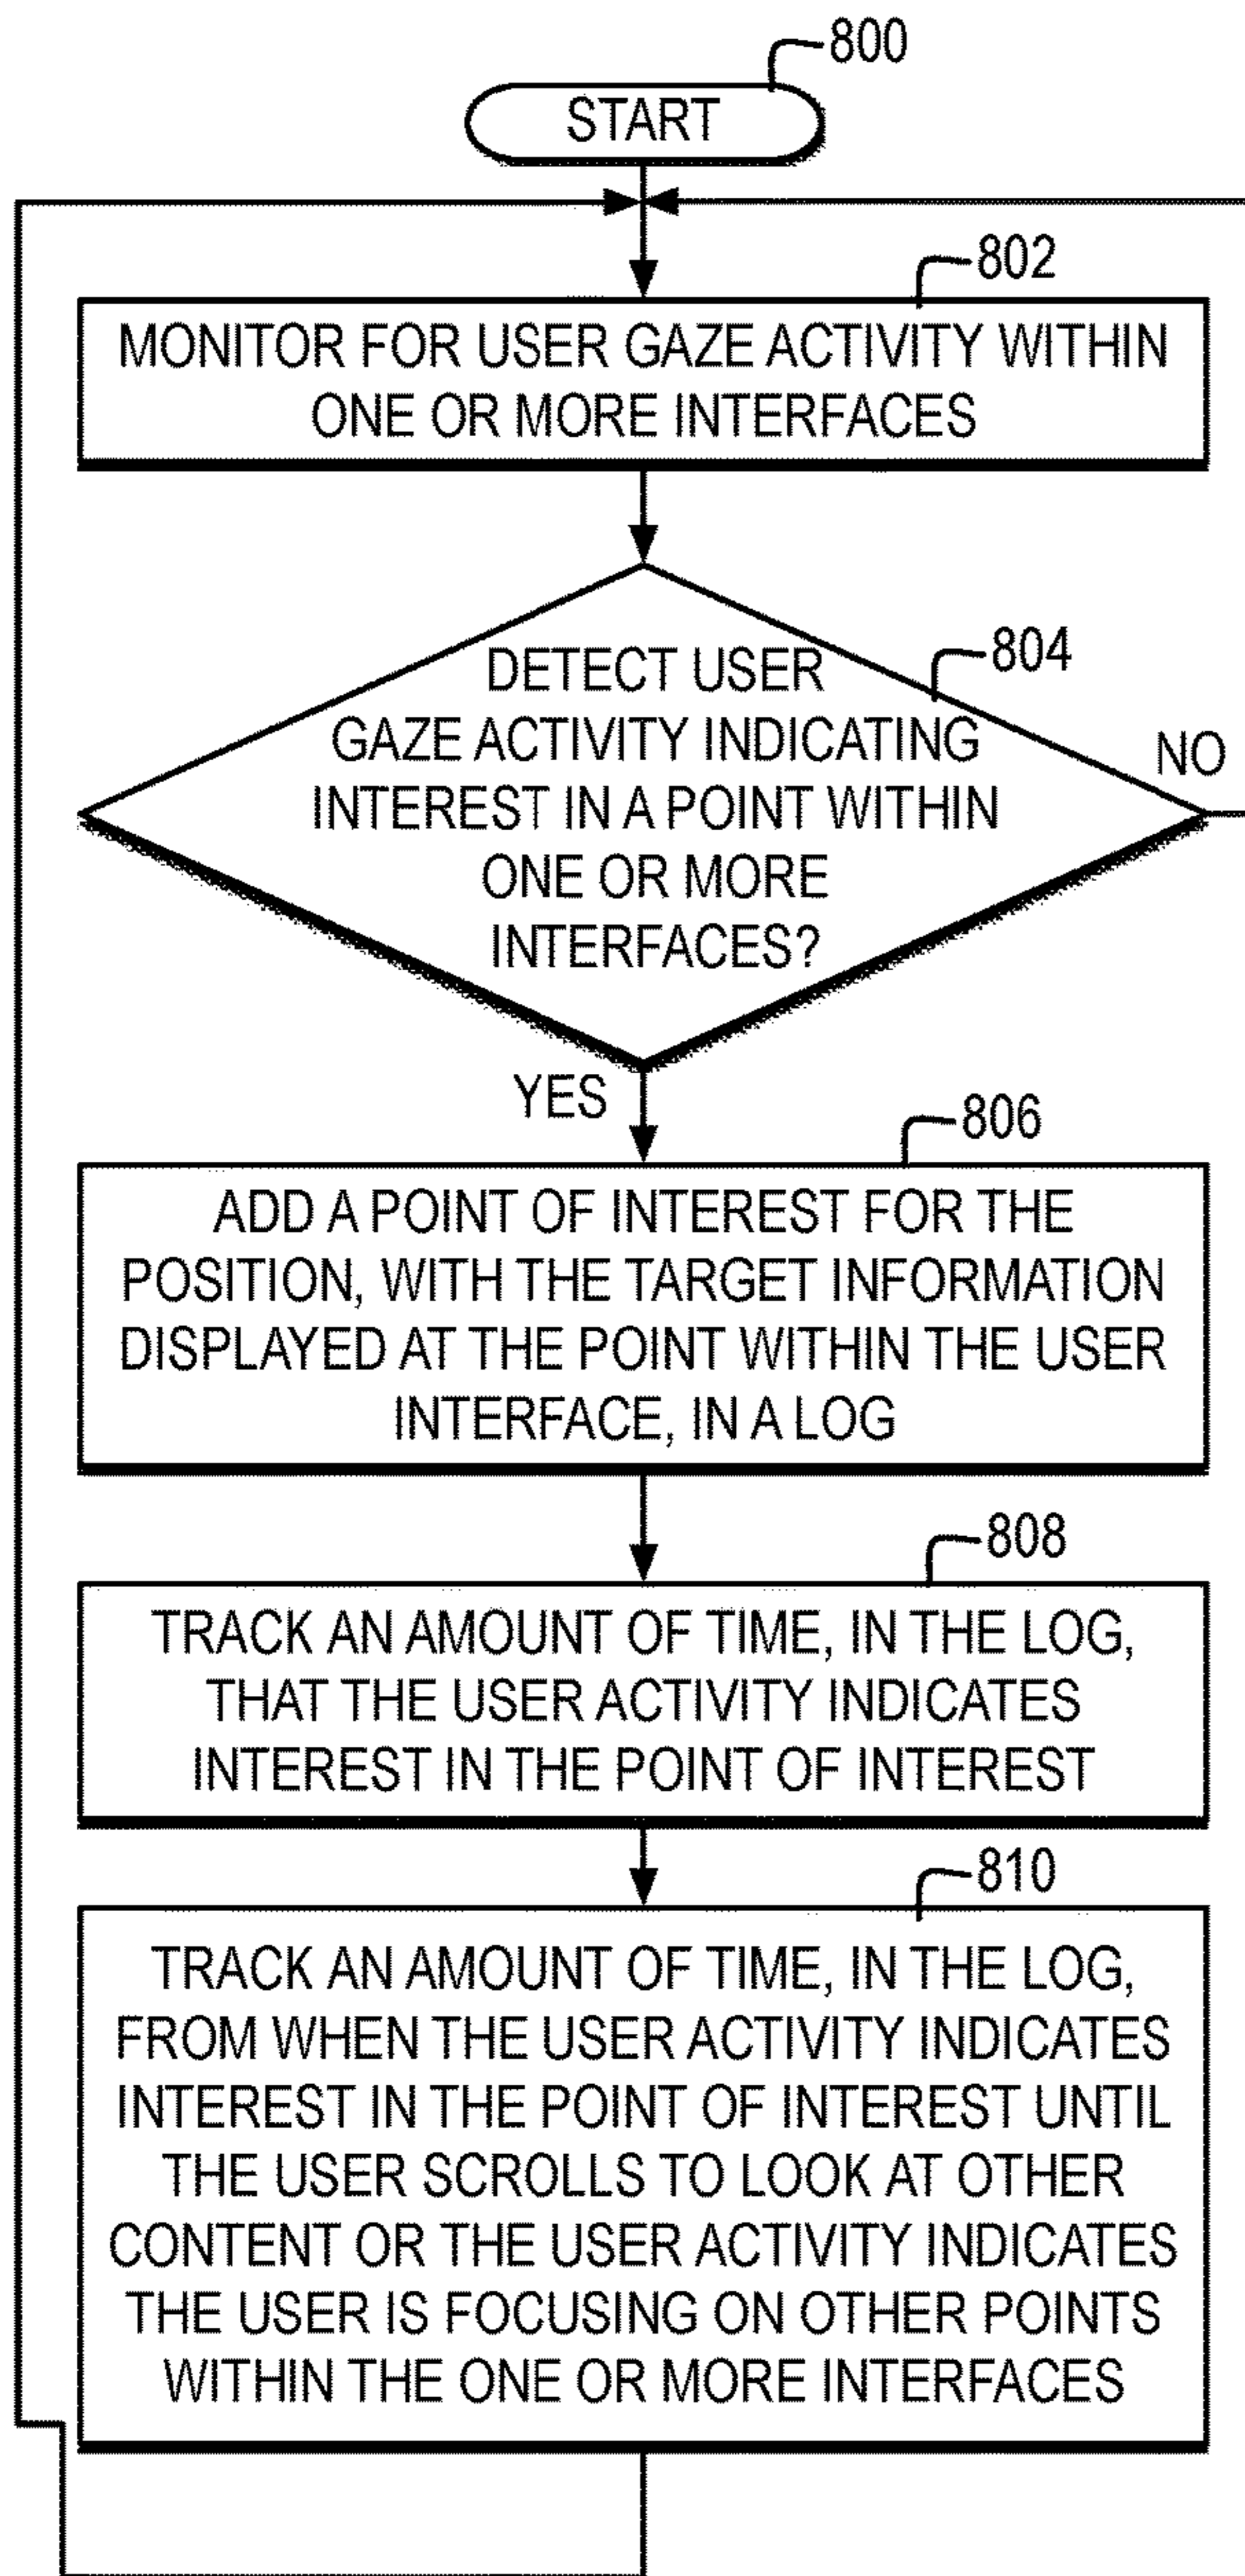 800
START
802
MONITOR FOR USER GAZE ACTIVITY WITHIN
ONE OR MORE INTERFACES
804
DETECT USER
GAZE ACTIVITY INDICATING
INTEREST IN A POINT WITHIN
ONE OR MORE
INTERFACES?
NO
YES
806
ADD A POINT OF INTEREST FOR THE
POSITION, WITH THE TARGET INFORMATION
DISPLAYED AT THE POINT WITHIN THE USER
INTERFACE, IN A LOG
808
TRACK AN AMOUNT OF TIME, IN THE LOG,
THAT THE USER ACTIVITY INDICATES
INTEREST IN THE POINT OF INTEREST
810
TRACK AN AMOUNT OF TIME, IN THE LOG,
FROM WHEN THE USER ACTIVITY INDICATES
INTEREST IN THE POINT OF INTEREST UNTIL
THE USER SCROLLS TO LOOK AT OTHER
CONTENT OR THE USER ACTIVITY INDICATES
THE USER IS FOCUSING ON OTHER POINTS
WITHIN THE ONE OR MORE INTERFACES